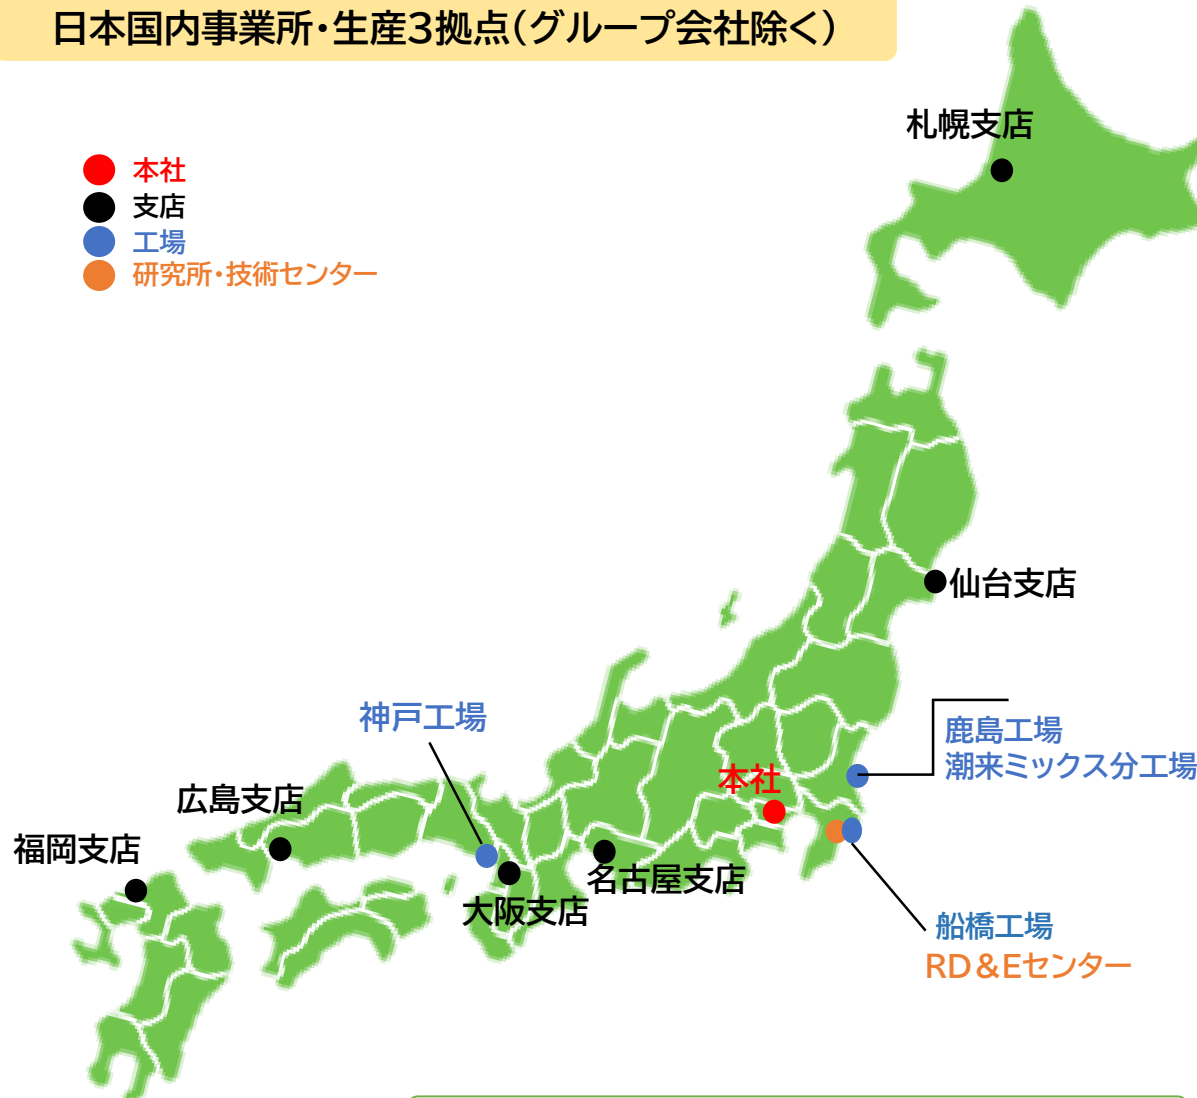 日本国内事業所・生産3拠点(グループ会社除く)
札幌支店
本社
支店
工場
研究所・技術センター
仙台支店
神戸工場
鹿島工場
潮来ミックス分工場
本社
広島支店
福岡支店
名古屋支店
大阪支店
船橋工場
RD&Eセンター